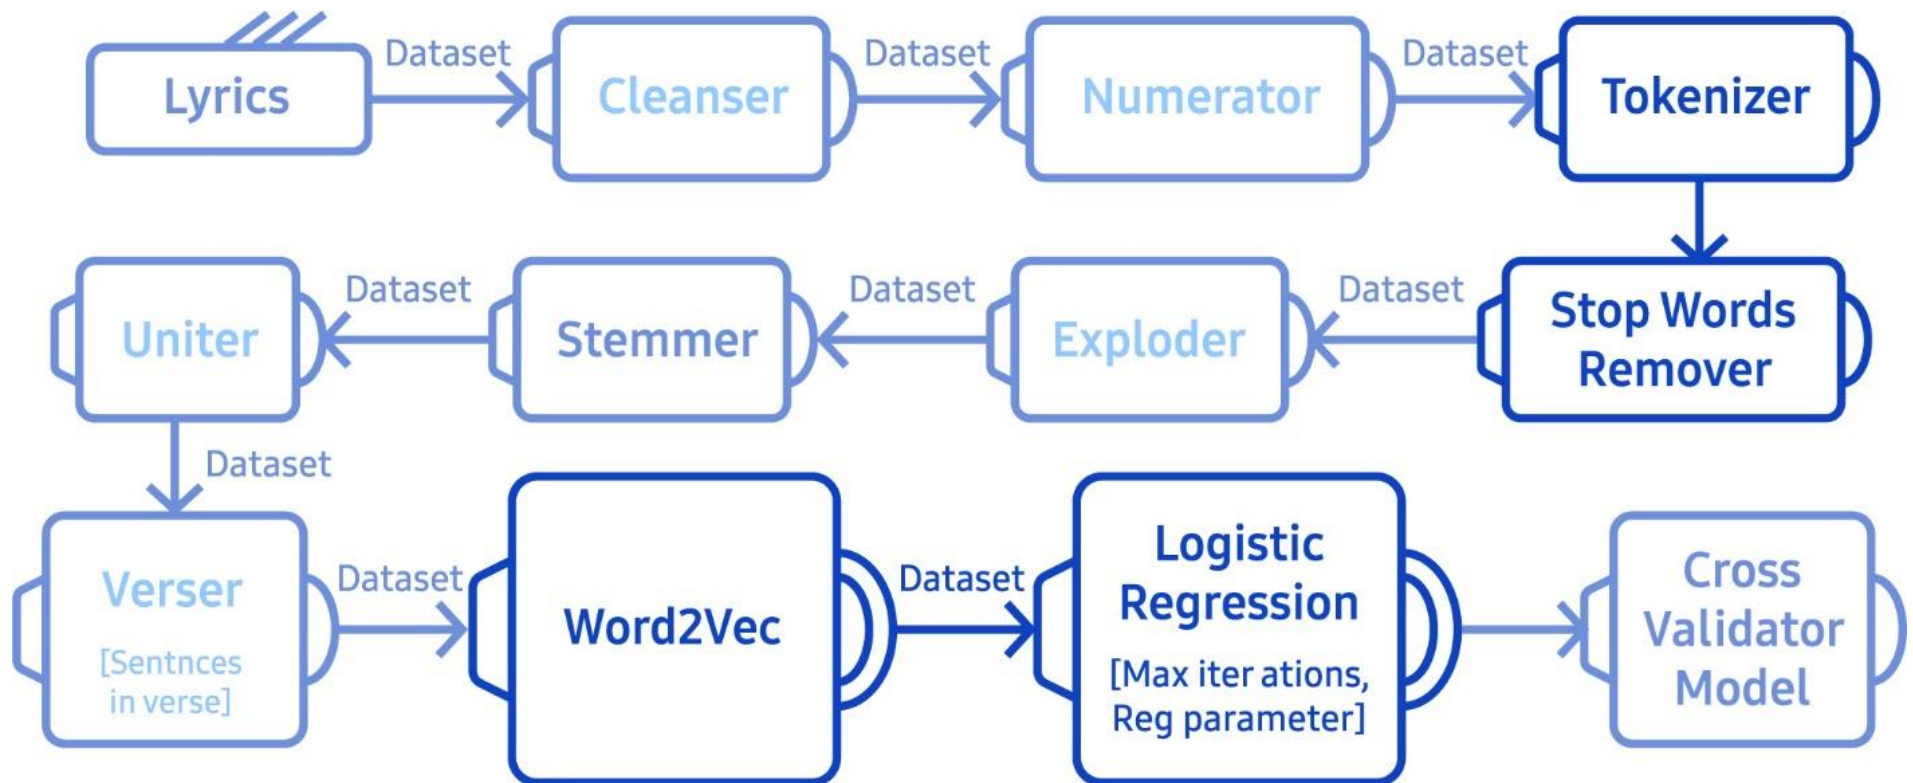 Lyrics
Dataset
Cleanser
Dataset
Numerator
Dataset
Tokenizer
Stop Words
Remover
Dataset
Exploder
Dataset
Stemmer
Dataset
Uniter
Dataset
Verser
[Sentnces
in verse]
Dataset
Word2Vec
Dataset
Logistic
Regression
[Max iter ations,
Reg parameter]
Cross
Validator
Model